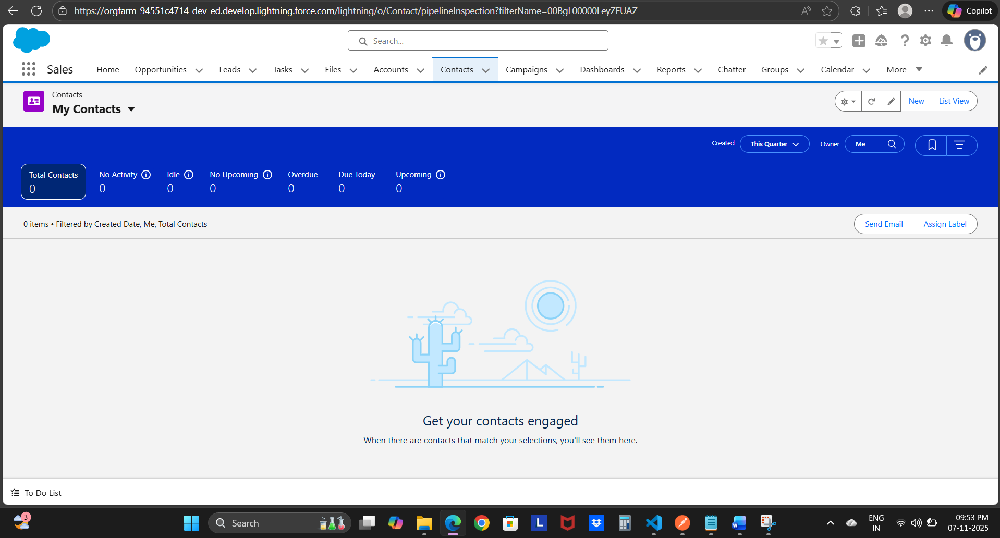 https://orgfarm-94551c4714-dev-ed.develop.lightning.force.com/lightning/o/Contact/pipelineInspection?filterName=00BgL00000LeyZFUAZ
Copilot
Search...
Sales Home Opportunities Leads Tasks Files Accounts Contacts Campaigns Dashboards Reports Chatter Groups Calendar More
Contacts
My Contacts
New List View
Created This Quarter Owner Me
Total Contacts No Activity Idle No Upcoming Overdue Due Today Upcoming
0 0 0 0 0 0 0
0 items • Filtered by Created Date, Me, Total Contacts
Send Email Assign Label
Get your contacts engaged
When there are contacts that match your selections, you'll see them here.
To Do List
3
Search
L
W
ENG
IN
09:53 PM
07-11-2025